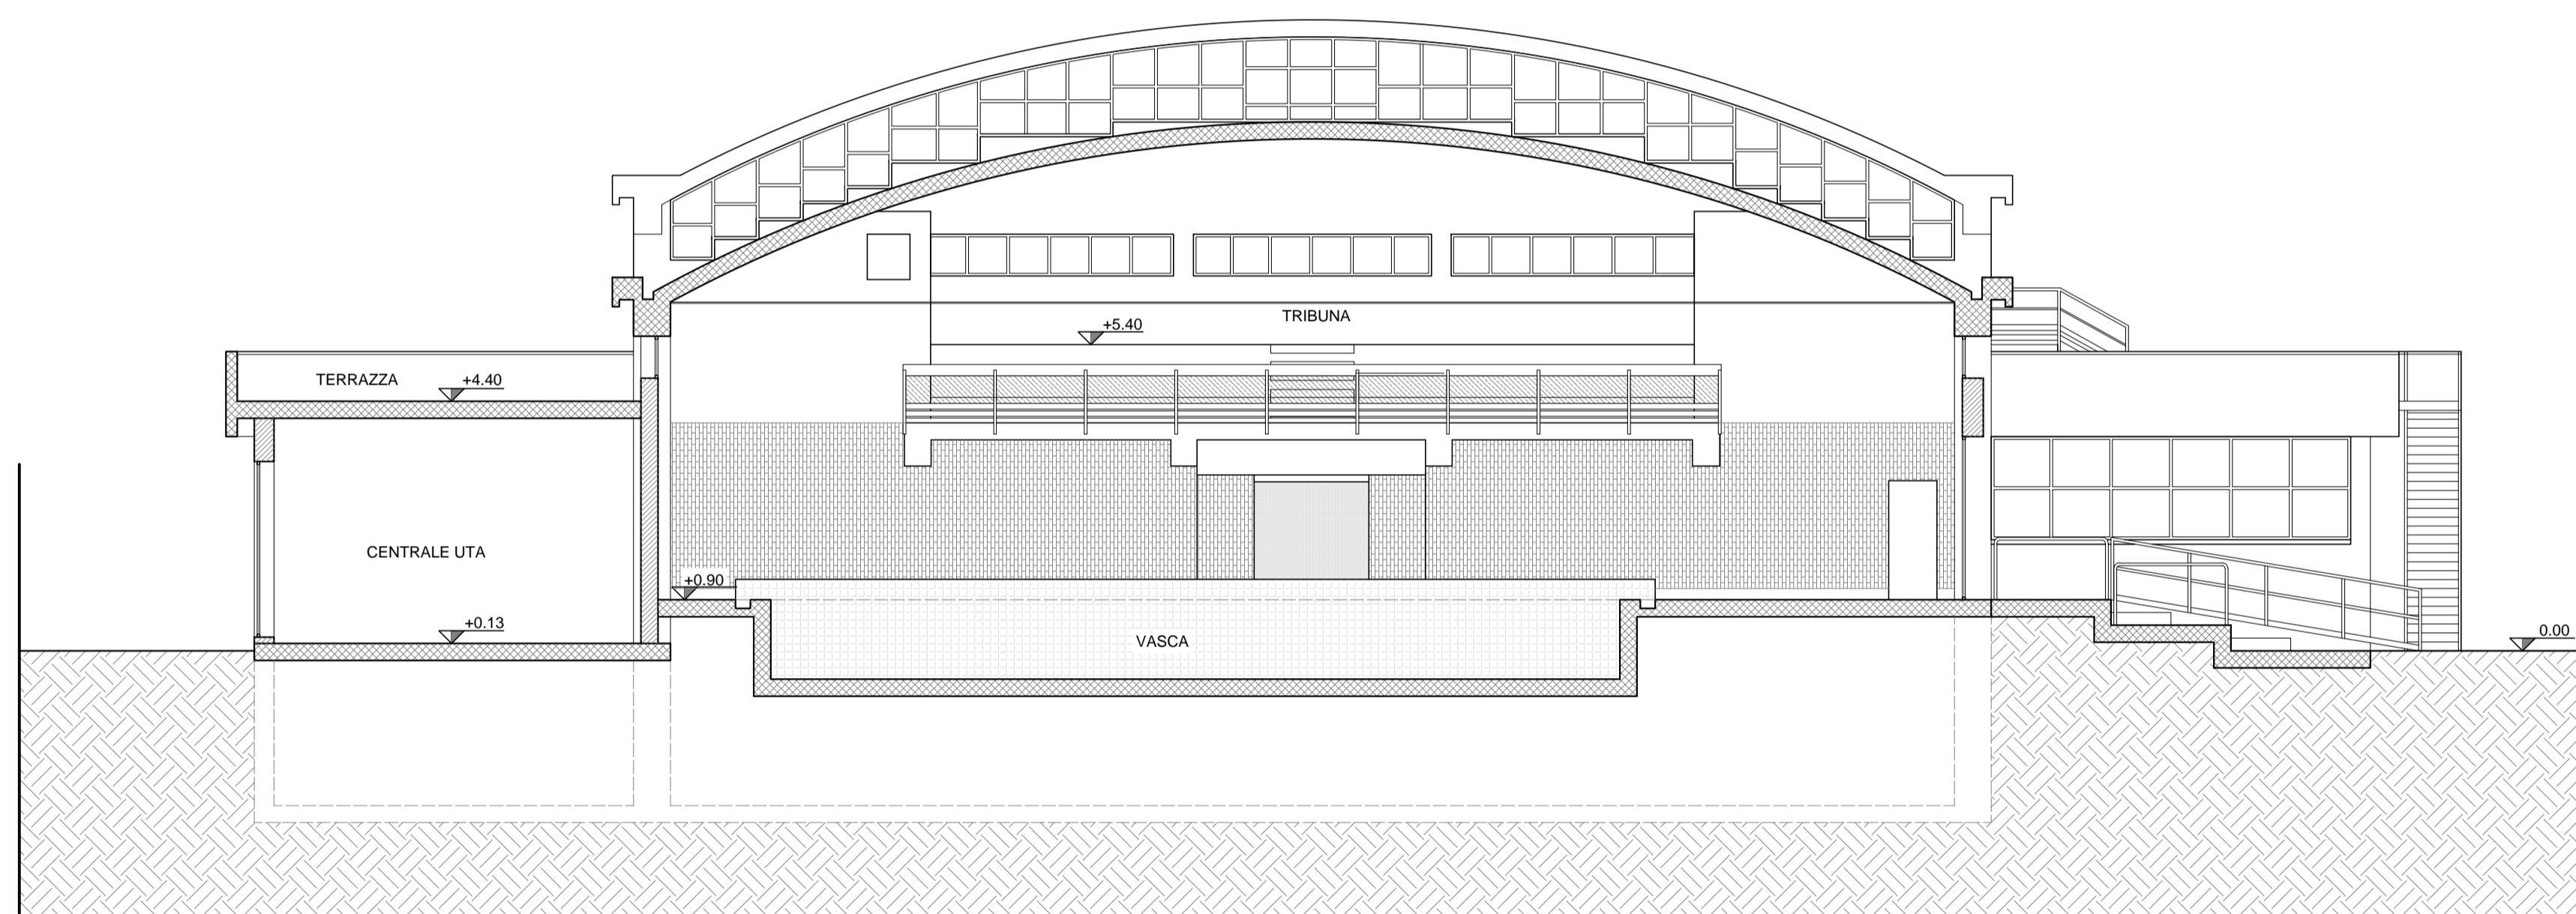 TRIBUNA
+5.40
TERRAZZA
+4.40
CENTRALE UTA
+0.90
+0.13
VASCA
0.00